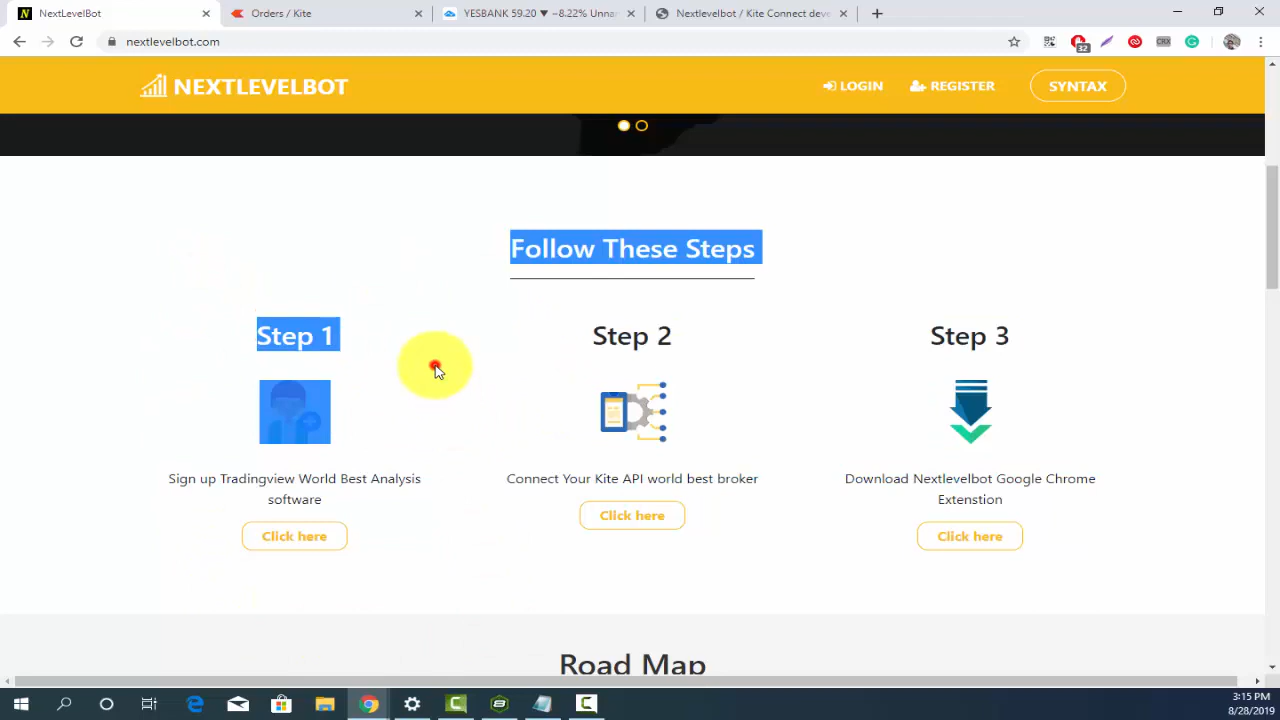 NextLevelBot
Orders / Kite
YESBANK 59.20 ▼ −8.22% Unna
Nextlevelbot / Kite Connect deve
nextlevelbot.com
32
CRX
NEXTLEVELBOT
LOGIN
REGISTER
SYNTAX
Follow These Steps
Step 1
Step 2
Step 3
Sign up Tradingview World Best Analysis
software
Click here
Connect Your Kite API world best broker
Click here
Download Nextlevelbot Google Chrome
Extenstion
Click here
Road Map
3:15 PM
8/28/2019